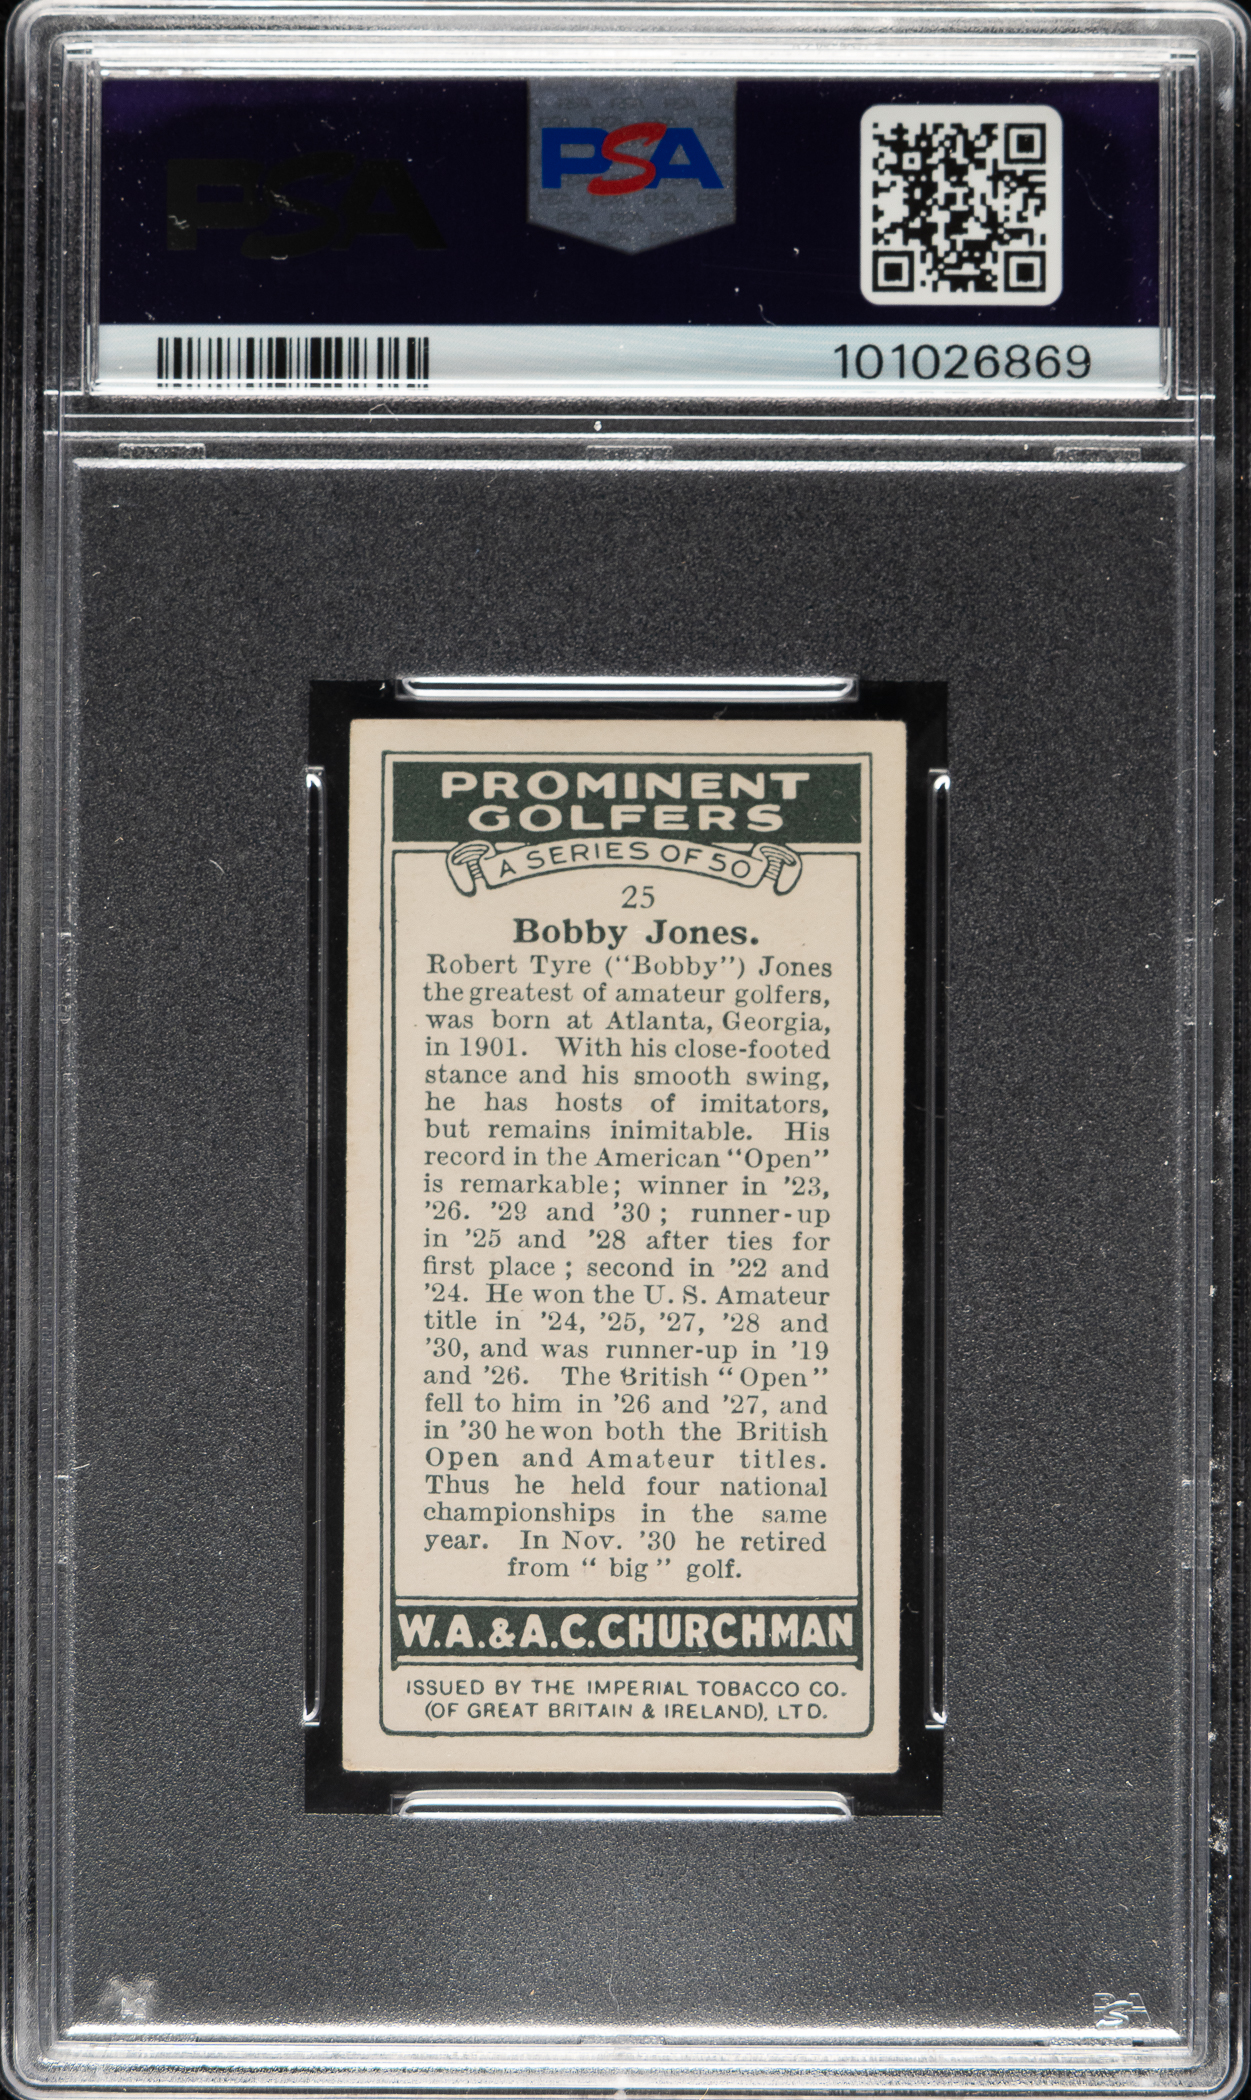 PSA
PSA
101026869
PROMINENT
GOLFERS
A SERIES OF 50
25
Bobby Jones.
Robert Tyre ("Bobby") Jones
the greatest of amateur golfers,
was born at Atlanta, Georgia,
in 1901. With his close-footed
stance and his smooth swing,
he has hosts of imitators,
but remains inimitable. His
record in the American "Open"
is remarkable; winner in '23,
'26. '29 and '30; runner-up
in '25 and '28 after ties for
first place; second in '22 and
'24. He won the U. S. Amateur
title in '24, '25, '27, '28 and
'30, and was runner-up in '19
and '26. The British "Open"
fell to him in '26 and '27, and
in '30 he won both the British
Open and Amateur titles.
Thus he held four national
championships in the same
year. In Nov. '30 he retired
from "big" golf.
W.A.&A.C.CHURCHMAN
ISSUED BY THE IMPERIAL TOBACCO CO.
(OF GREAT BRITAIN & IRELAND), LTD.
PSA